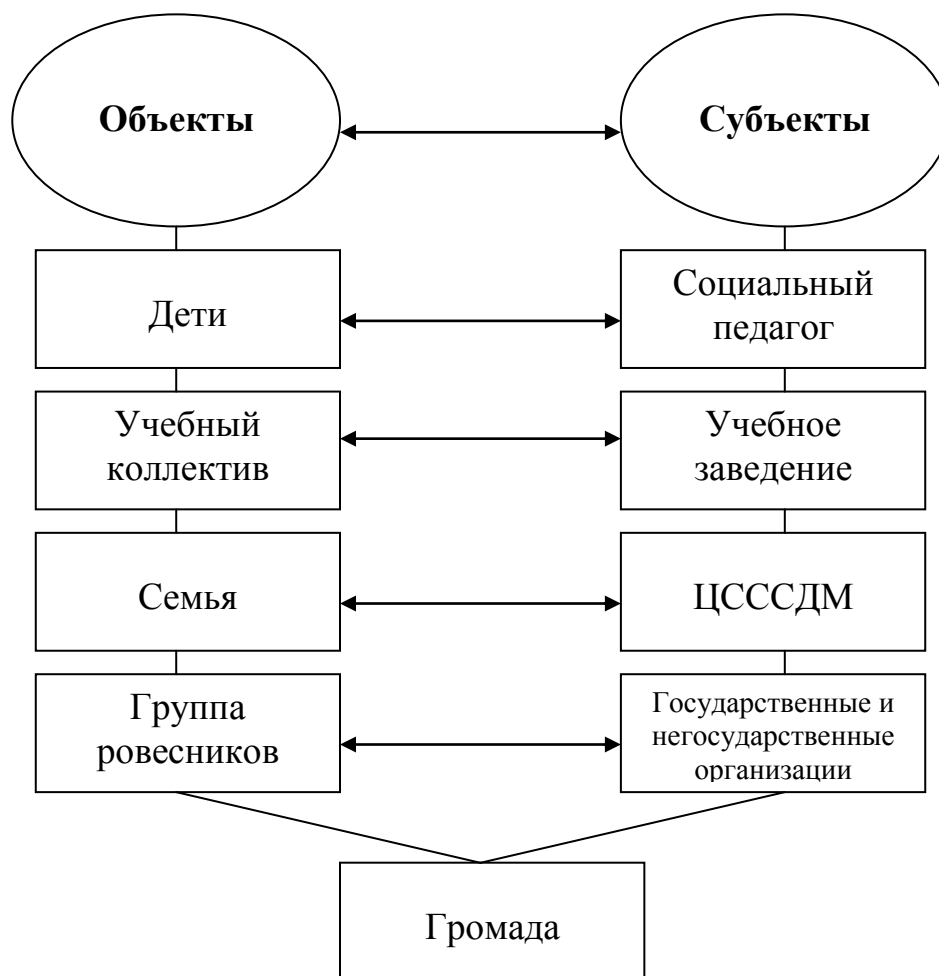 Объекты
Субъекты
Дети
Социальный
педагог
Учебный
коллектив
Учебное
заведение
Семья
ЦСССДМ
Группа
ровесников
Государственные и
негосударственные
организации
Громада